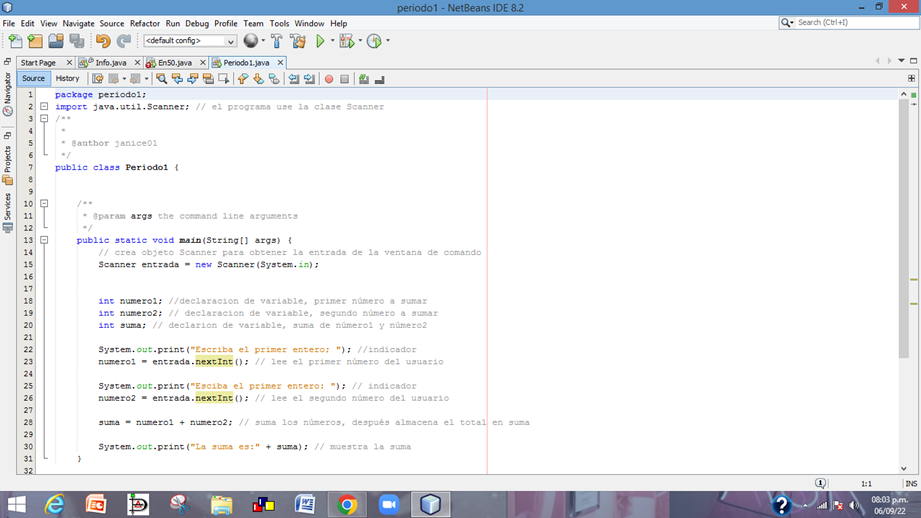 periodo1 - NetBeans IDE 8.2
File Edit View Navigate Source Refactor Run Debug Profile Team Tools Window Help
Search (Ctrl+I)
<default config>
Start Page Info.java En50.java Periodo1.java
Source History
Navigator
Projects
Services
1 package periodo1;
2 import java.util.Scanner; // el programa use la clase Scanner
3 /**
4 *
5 * @author janice01
6 */
7 public class Periodo1 {
8
9
10 /**
11 * @param args the command line arguments
12 */
13 public static void main(String[] args) {
14 // crea objeto Scanner para obtener la entrada de la ventana de comando
15 Scanner entrada = new Scanner(System.in);
16
17
18 int numero1; //declaracion de variable, primer número a sumar
19 int numero2; // declaracion de variable, segundo número a sumar
20 int suma; // declarion de variable, suma de número1 y número2
21
22 System.out.print("Escriba el primer entero; "); //indicador
23 numero1 = entrada.nextInt(); // lee el primer número del usuario
24
25 System.out.print("Esciba el primer entero: "); // indicador
26 numero2 = entrada.nextInt(); // lee el segundo número del usuario
27
28 suma = numero1 + numero2; // suma los números, después almacena el total en suma
29
30 System.out.print("La suma es:" + suma); // muestra la suma
31 }
32
1 1:1 INS
08:03 p.m.
06/09/22